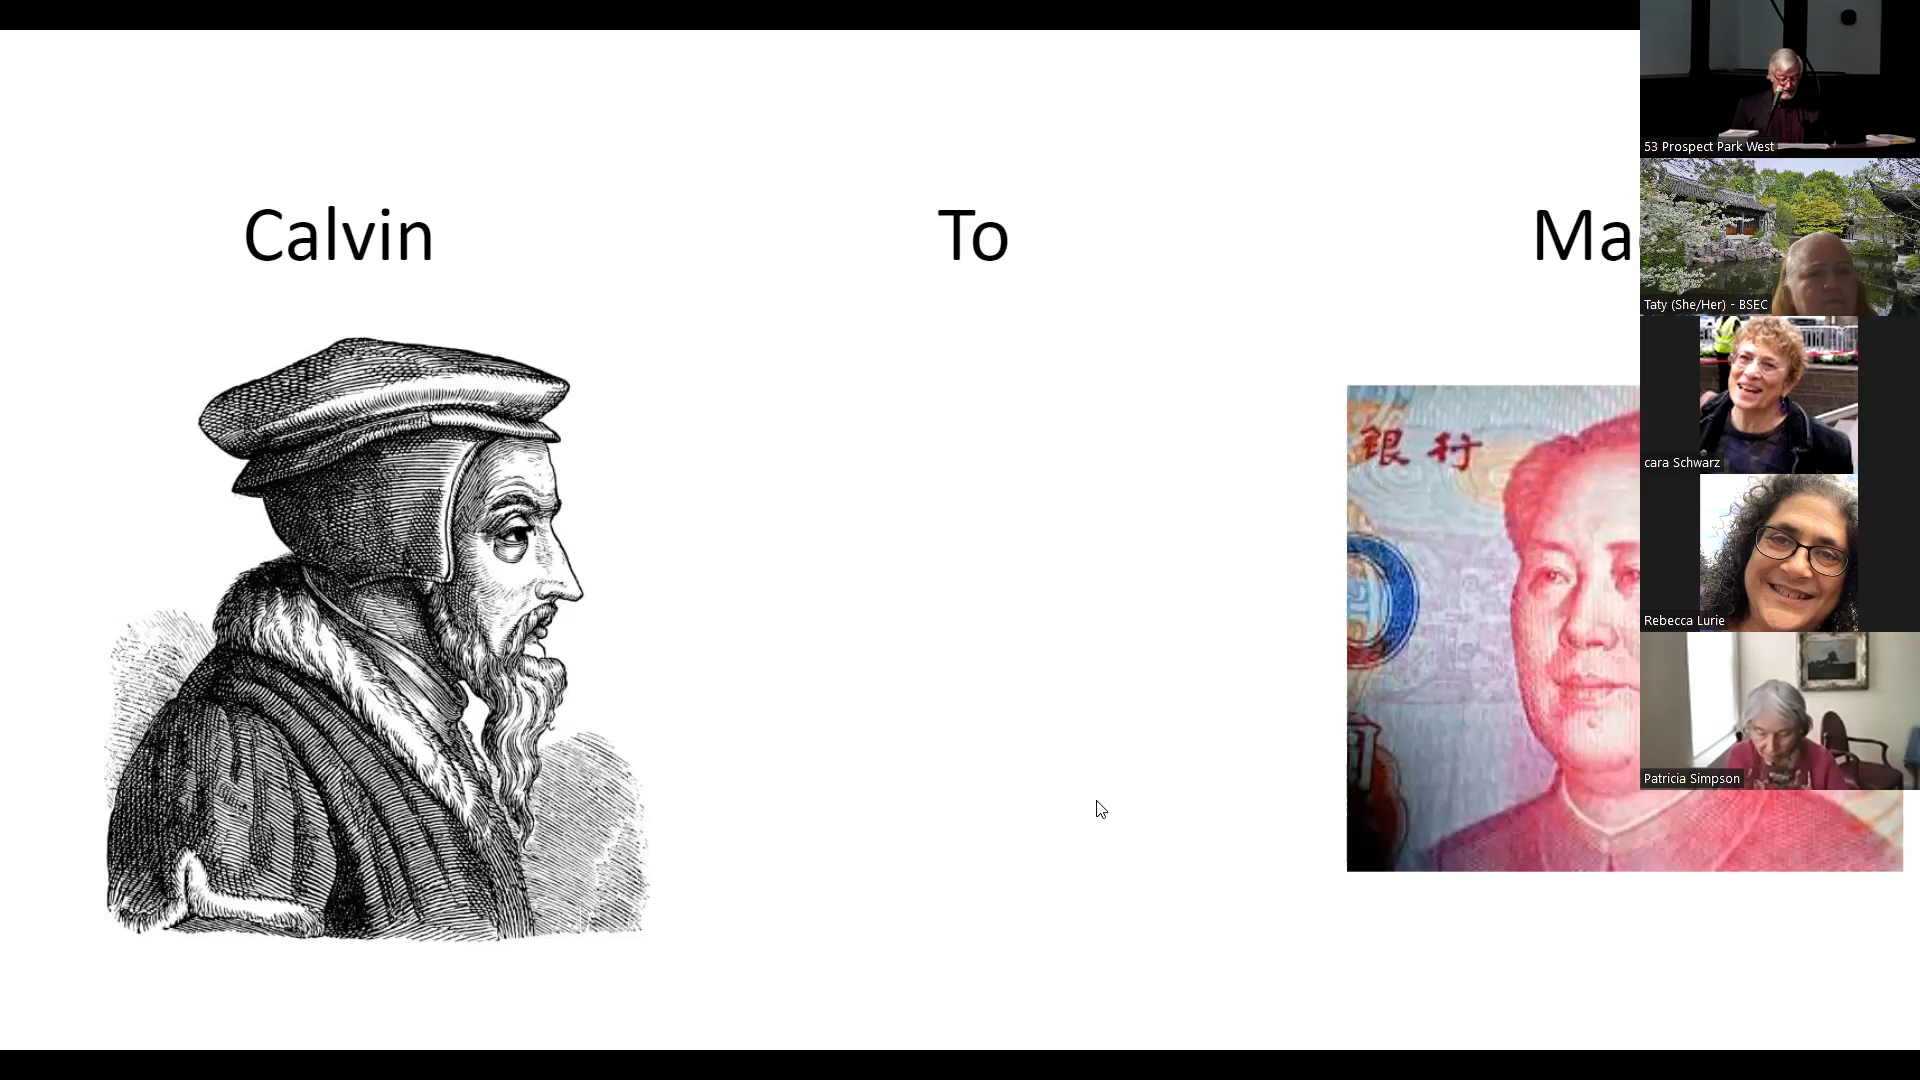 Calvin
To
Ma
銀行
53 Prospect Park West
Taty (She/Her) - BSEC
cara Schwarz
Rebecca Lurie
Patricia Simpson